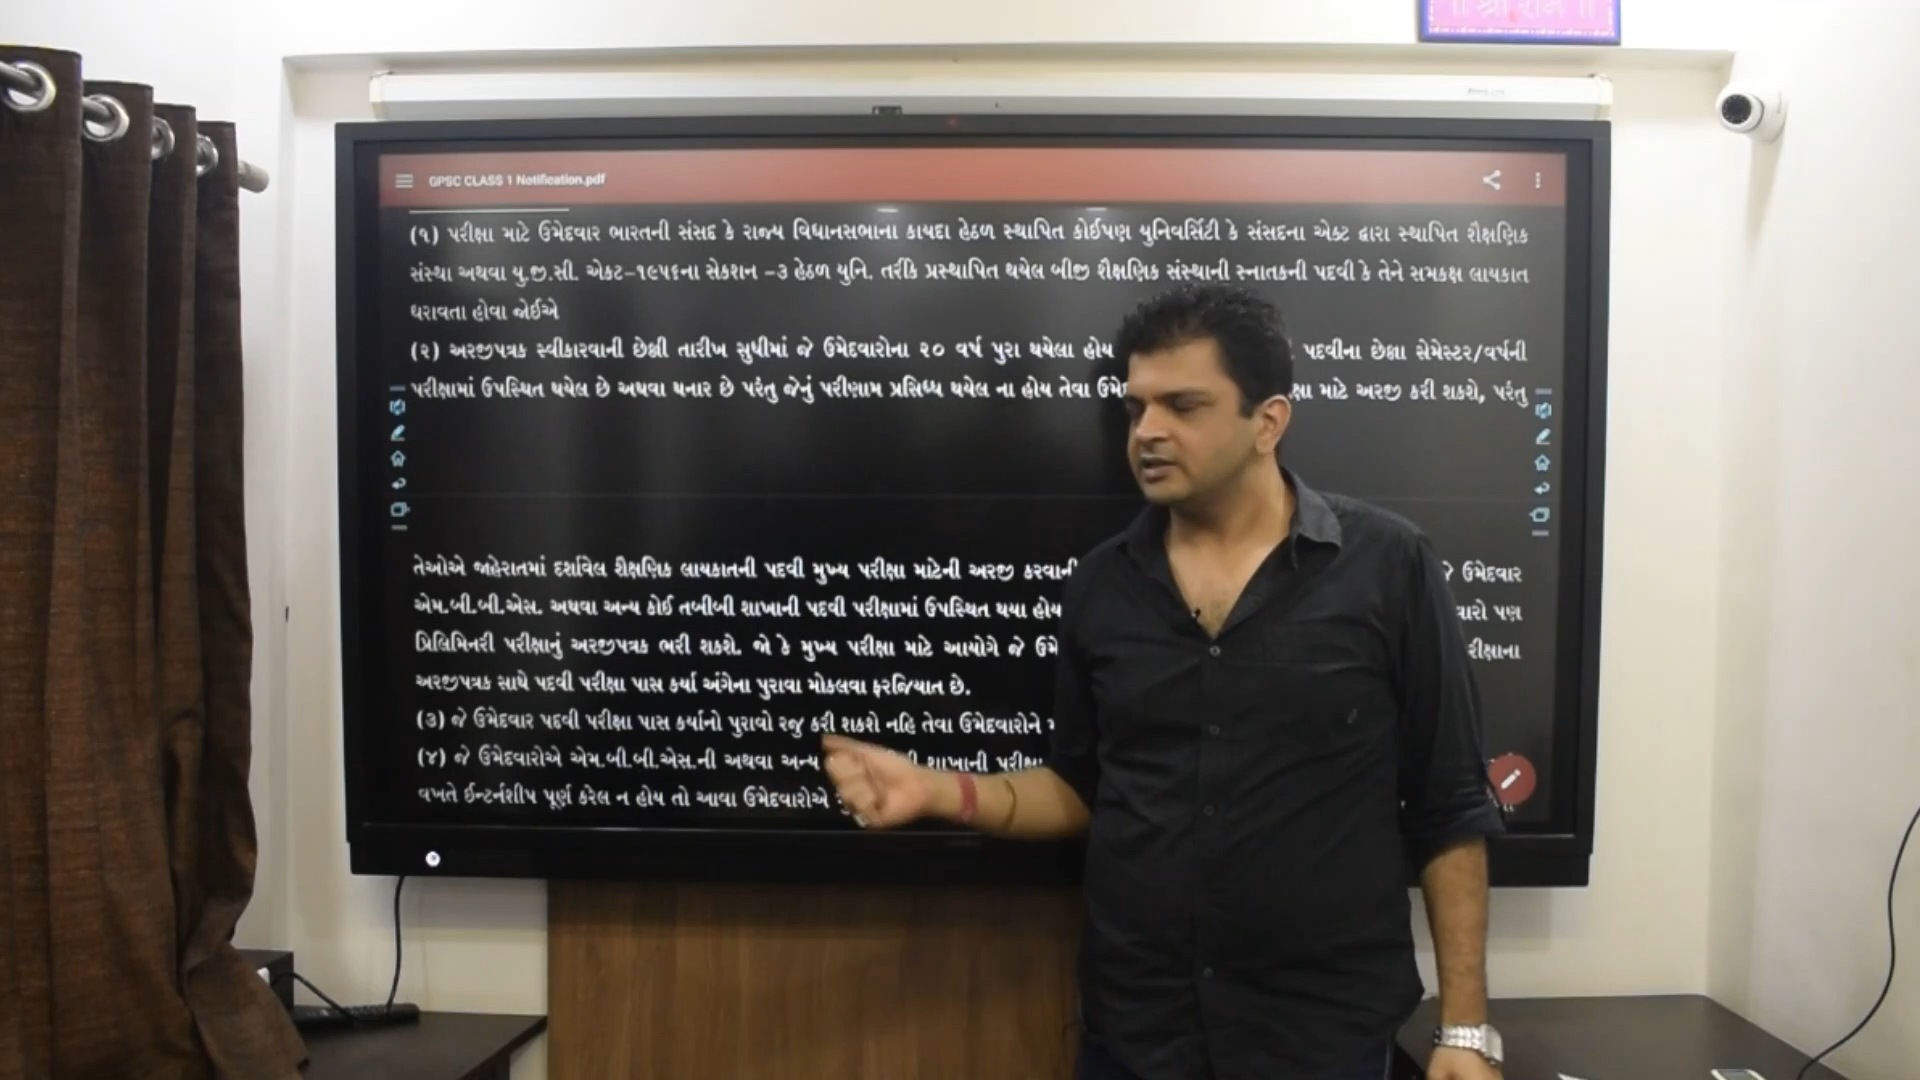 ॥ श्री राम ॥
GPSC CLASS 1 Notification.pdf
(૧) પરીક્ષા માટે ઉમેદવાર ભારતની સંસદ કે રાજ્ય વિધાનસભાના કાયદા હેઠળ સ્થાપિત કોઈપણ યુનિવર્સિટી કે સંસદના એક્ટ દ્વારા સ્થાપિત શૈક્ષણિક
સંસ્થા અથવા યુ.જી.સી. એકટ-૧૯૫૬ના સેકશન -૩ હેઠળ યુનિ. તરીકે પ્રસ્થાપિત થયેલ બીજી શૈક્ષણિક સંસ્થાની સ્નાતકની પદવી કે તેને સમકક્ષ લાયકાત
ધરાવતા હોવા જોઈએ
(૨) અરજીપત્રક સ્વીકારવાની છેલ્લી તારીખ સુધીમાં જે ઉમેદવારોના ૨૦ વર્ષ પુરા થયેલા હોય પદવીના છેલ્લા સેમેસ્ટર/વર્ષની
પરીક્ષામાં ઉપસ્થિત થયેલ છે અથવા થનાર છે પરંતુ જેનું પરીણામ પ્રસિધ્ધ થયેલ ના હોય તેવા માટે અરજી કરી શકશે, પરંતુ
તેઓએ જાહેરાતમાં દર્શાવેલ શૈક્ષણિક લાયકાતની પદવી મુખ્ય પરીક્ષા માટેની અરજી કરવાની ઉમેદવાર
એમ.બી.બી.એસ. અથવા અન્ય કોઈ તબીબી શાખાની પદવી પરીક્ષામાં ઉપસ્થિત થયા હોય પણ
પ્રિલિમિનરી પરીક્ષાનું અરજીપત્રક ભરી શકશે. જો કે મુખ્ય પરીક્ષા માટે આયોગે જે
અરજીપત્રક સાથે પદવી પરીક્ષા પાસ કર્યા અંગેના પુરાવા મોકલવા ફરજિયાત છે.
(૩) જે ઉમેદવાર પદવી પરીક્ષા પાસ કર્યાનો પુરાવો રજુ કરી શકશે નહિ તેવા ઉમેદવારોને
(૪) જે ઉમેદવારોએ એમ.બી.બી.એસ.ની અથવા અન્ય શાખાની પરીક્ષા
વખતે ઈન્ટર્નશીપ પૂર્ણ કરેલ ન હોય તો આવા ઉમેદવારોએ